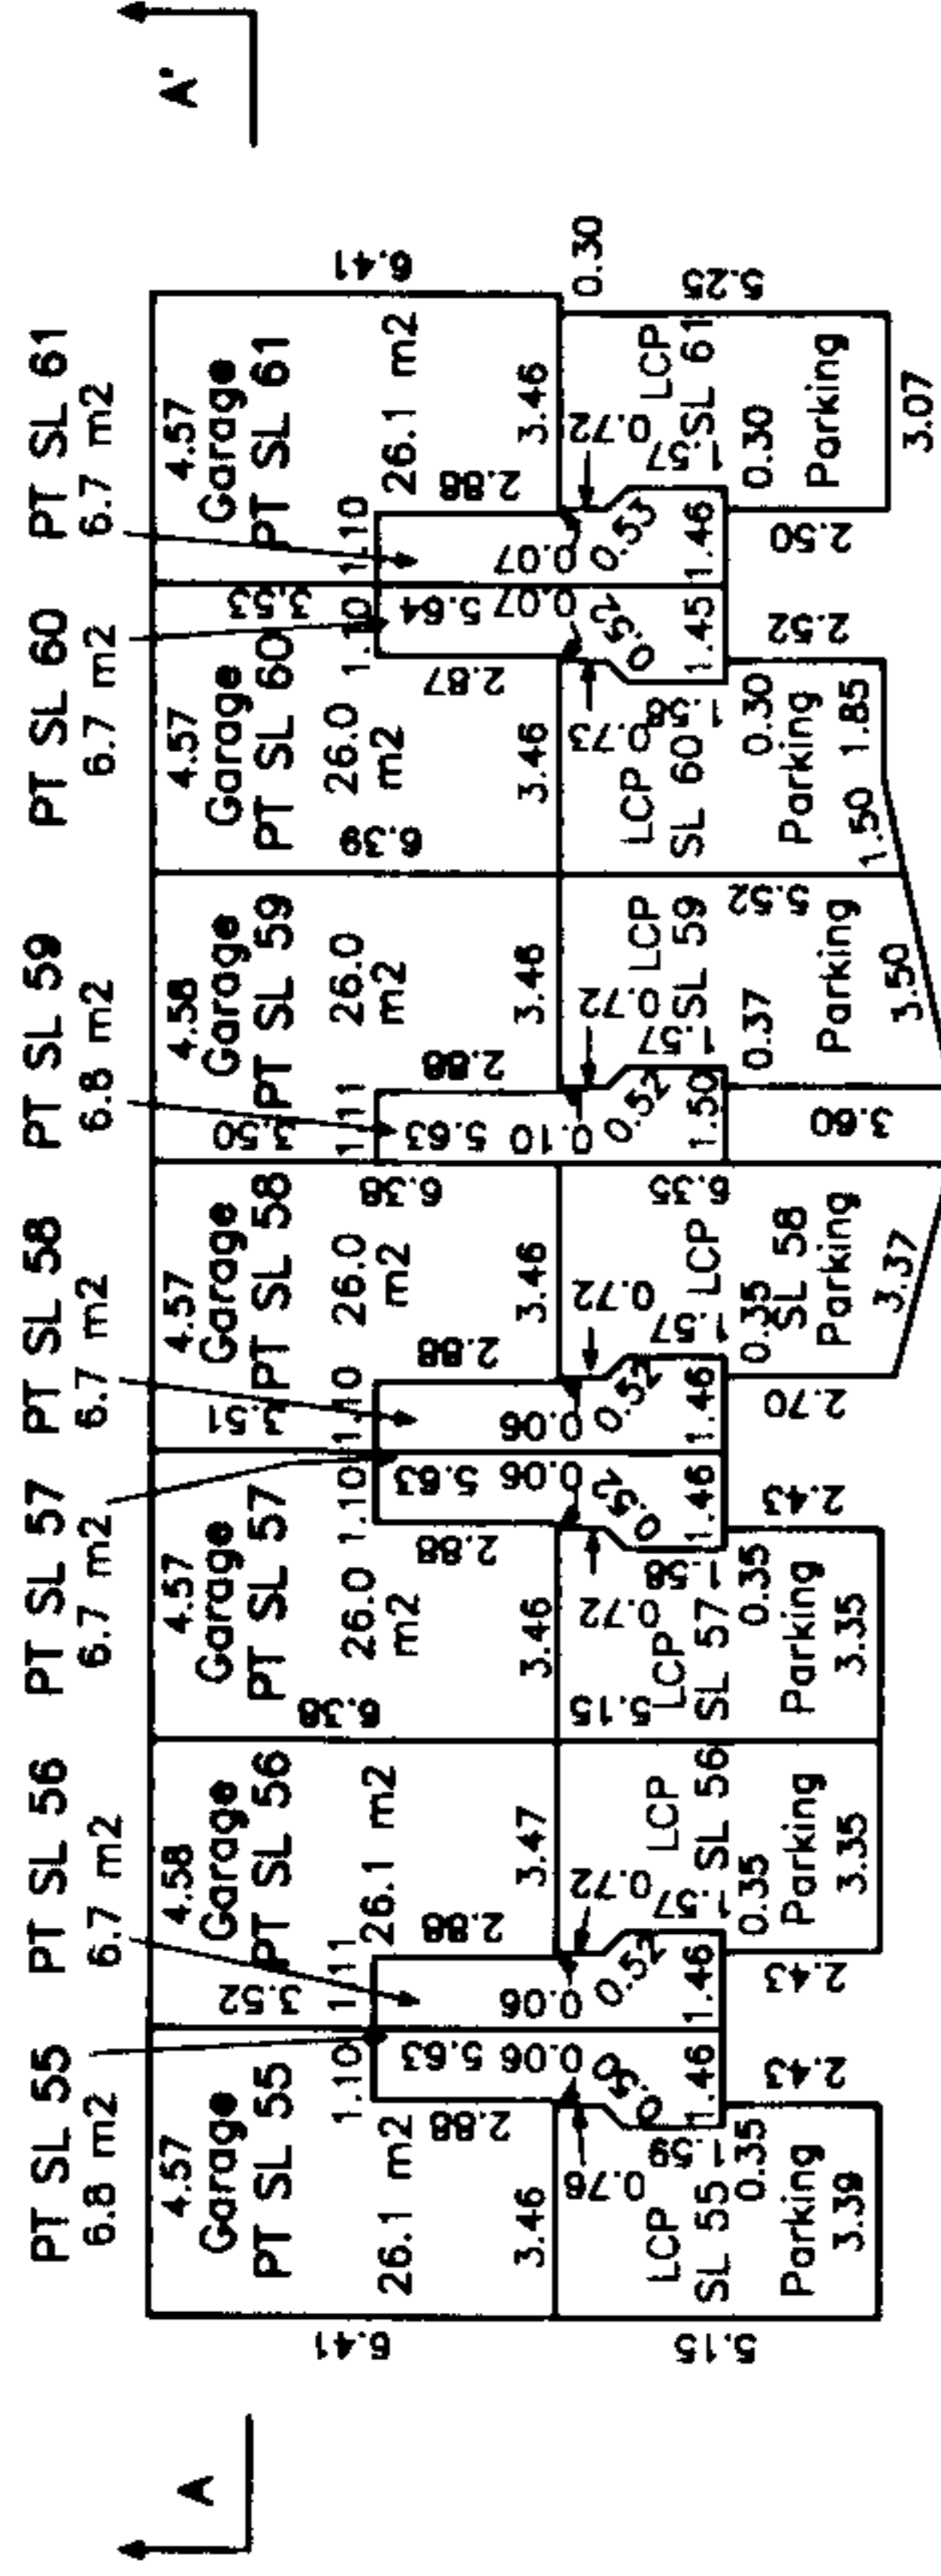 A
A'
PT SL 55
6.8 m2
PT SL 56
6.7 m2
PT SL 57
6.7 m2
PT SL 58
6.7 m2
PT SL 59
6.8 m2
PT SL 60
6.7 m2
PT SL 61
6.7 m2
4.57
Garage
PT SL 55
26.1 m2
6.41
1.10
2.88
5.63
3.46
0.06
0.76
0.50
1.59
1.46
LCP
SL 55
0.35
Parking
3.39
5.15
2.43
4.58
Garage
PT SL 56
26.1 m2
3.52
1.11
2.88
3.47
0.06
0.72
0.52
1.57
1.46
LCP
SL 56
0.35
Parking
3.35
2.43
4.57
Garage
PT SL 57
26.0
m2
6.38
1.10
2.88
5.63
3.46
0.06
0.72
0.52
1.58
1.46
5.15
LCP
SL 57
0.35
Parking
3.35
2.43
4.57
Garage
PT SL 58
26.0
m2
3.51
1.10
2.88
3.46
0.06
0.72
0.52
1.57
1.46
LCP
SL 58
0.35
Parking
3.37
2.70
4.58
Garage
PT SL 59
26.0
m2
6.38
3.50
1.11
2.88
5.63
3.46
0.10
0.72
0.52
1.57
1.50
6.35
LCP
SL 59
0.37
Parking
3.50
3.60
5.52
4.57
Garage
PT SL 60
26.0
m2
6.39
1.10
2.87
5.64
3.46
0.07
0.73
0.52
1.58
1.45
LCP
SL 60
0.30
Parking
1.50
1.85
2.52
4.57
Garage
PT SL 61
26.1 m2
3.53
1.10
2.88
6.41
3.46
0.07
0.72
0.53
1.57
1.46
0.30
LCP
SL 61
0.30
Parking
3.07
2.50
5.25